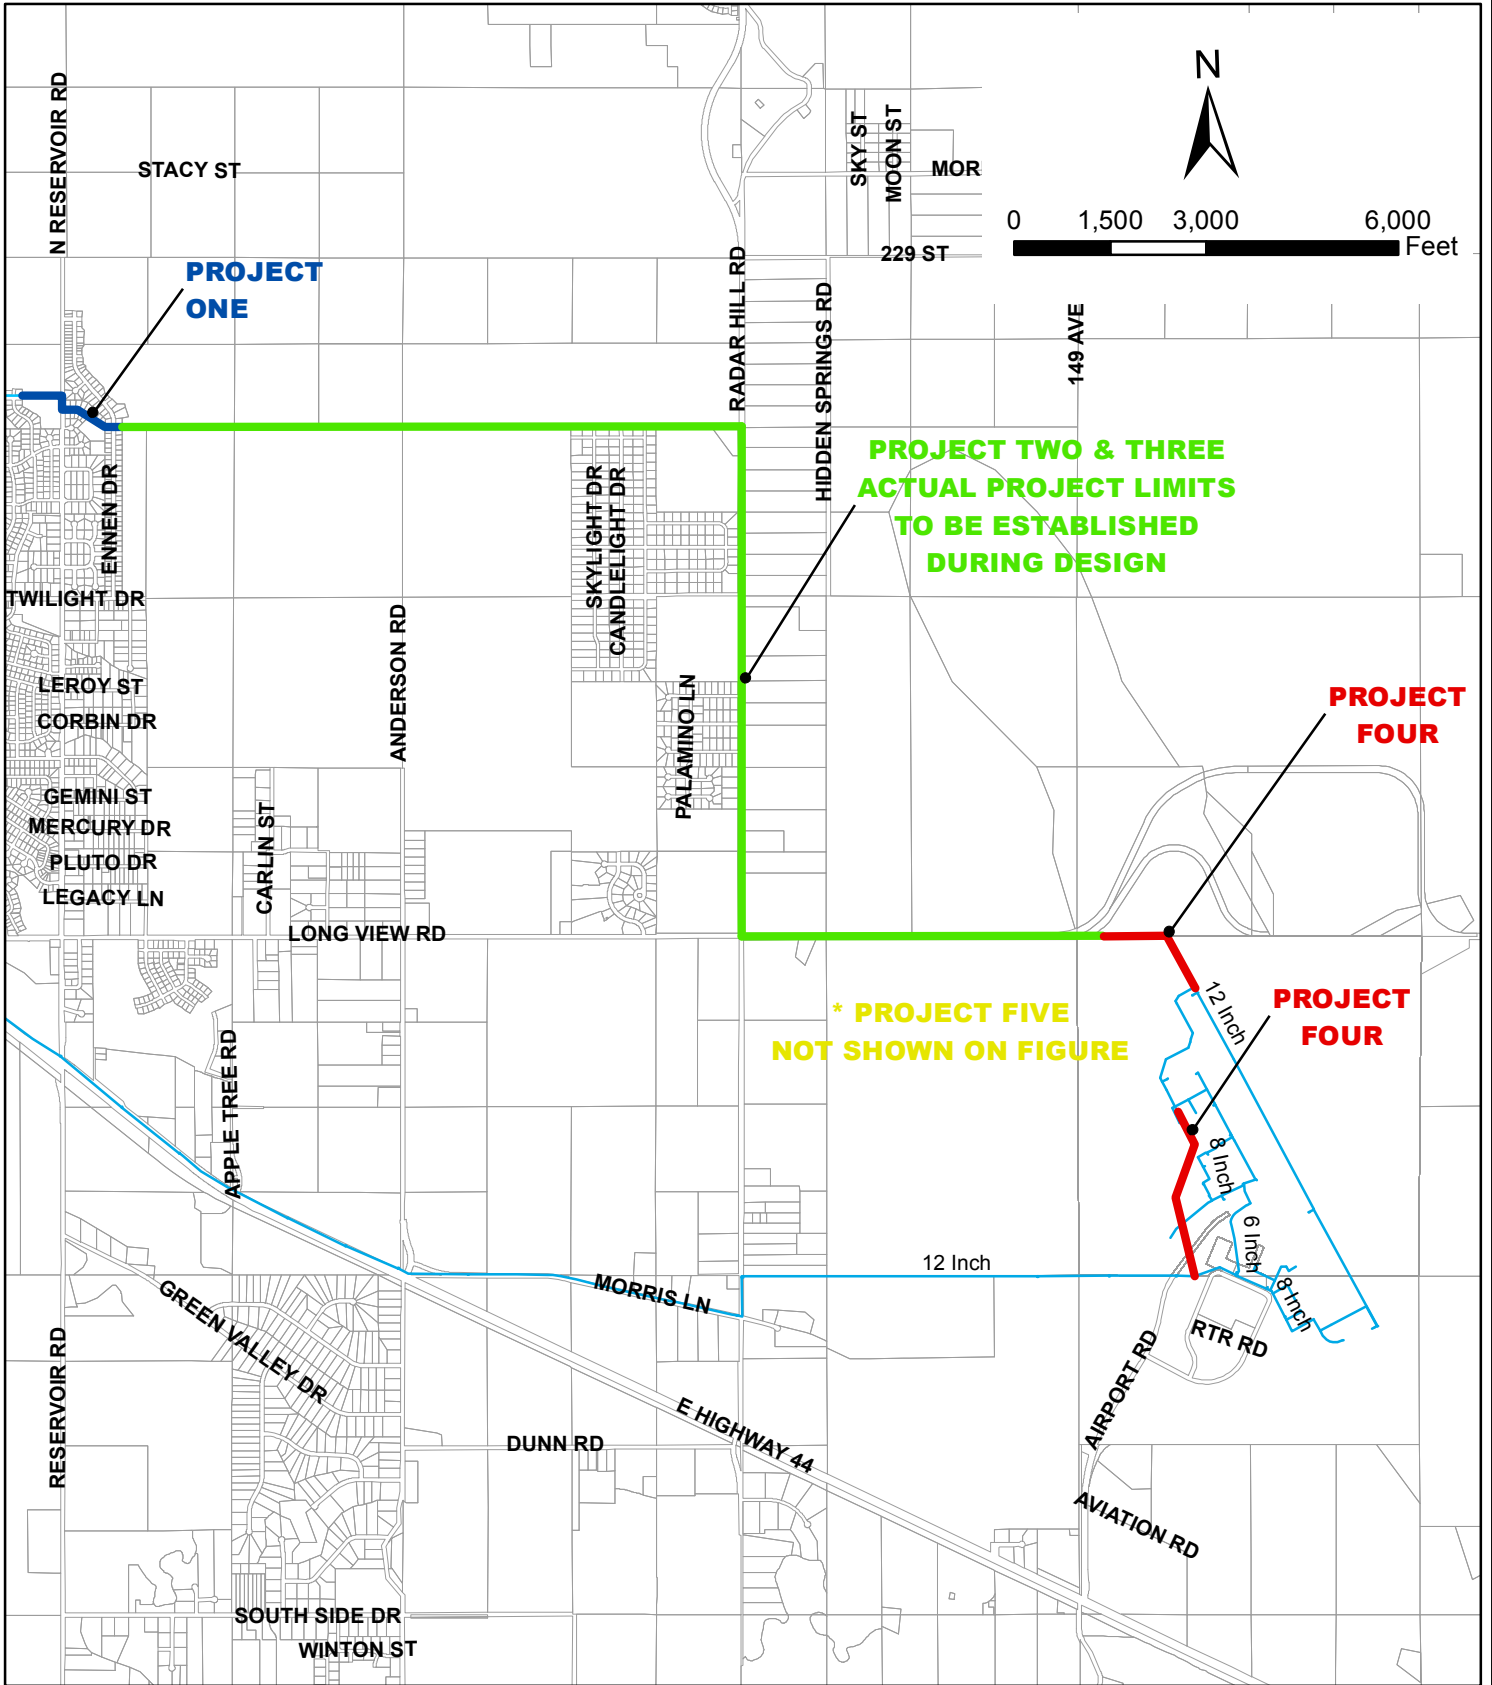 N
0 1,500 3,000 6,000
Feet
N RESERVOIR RD
STACY ST
SKY ST
MOON ST
MOR
229 ST
PROJECT
ONE
RADAR HILL RD
HIDDEN SPRINGS RD
149 AVE
PROJECT TWO & THREE
ACTUAL PROJECT LIMITS
TO BE ESTABLISHED
DURING DESIGN
ENNEN DR
SKYLIGHT DR
CANDLELIGHT DR
TWILIGHT DR
ANDERSON RD
LEROY ST
CORBIN DR
PALAMINO LN
PROJECT
FOUR
GEMINI ST
MERCURY DR
PLUTO DR
LEGACY LN
CARLIN ST
LONG VIEW RD
* PROJECT FIVE
NOT SHOWN ON FIGURE
12 Inch
PROJECT
FOUR
APPLE TREE RD
8 Inch
6 Inch
12 Inch
8 Inch
MORRIS LN
GREEN VALLEY DR
RTR RD
AIRPORT RD
RESERVOIR RD
E HIGHWAY 44
DUNN RD
AVIATION RD
SOUTH SIDE DR
WINTON ST